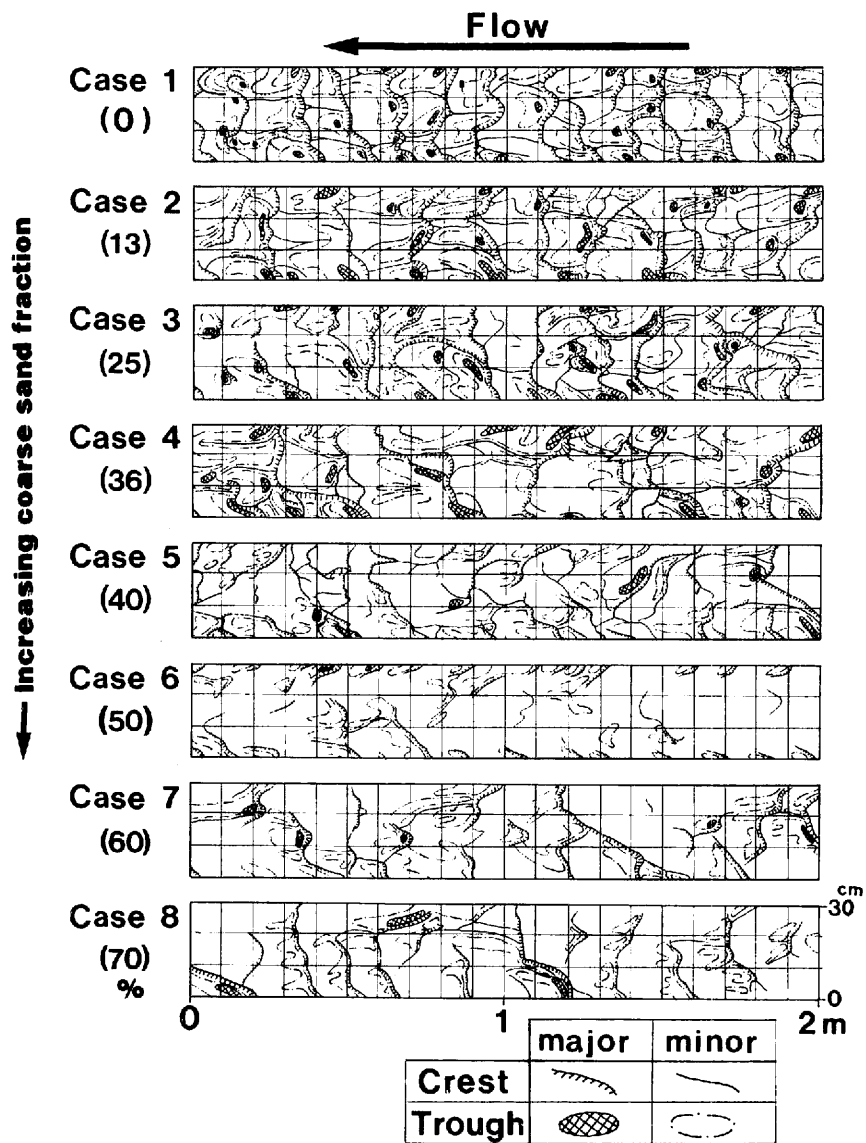 Flow
Case 1
(0)
Case 2
(13)
Case 3
(25)
Case 4
(36)
Case 5
(40)
Case 6
(50)
Case 7
(60)
Case 8
(70)
%
Increasing coarse sand fraction
cm
30
0
0 1 2 m
major minor
Crest
Trough